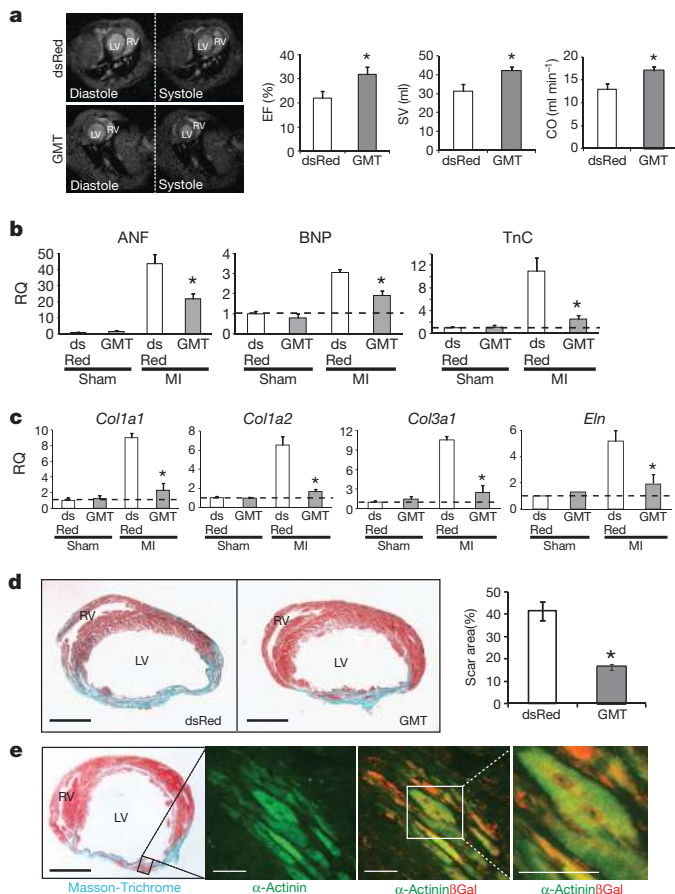 a
dsRed
LV RV
Diastole Systole
GMT
LV RV
Diastole Systole
EF (%)
40
30
20
10
0
*
dsRed GMT
SV (ml)
50
40
30
20
10
0
*
dsRed GMT
CO (ml min⁻¹)
20
15
10
5
0
*
dsRed GMT
b
RQ
ANF
50
40
30
20
10
0
*
ds Red GMT ds Red GMT
Sham MI
BNP
4
3
2
1
0
*
ds Red GMT ds Red GMT
Sham MI
TnC
12
8
4
0
*
ds Red GMT ds Red GMT
Sham MI
c
RQ
Col1a1
10
8
6
4
2
0
*
ds Red GMT ds Red GMT
Sham MI
Col1a2
8
6
4
2
0
*
ds Red GMT ds Red GMT
Sham MI
Col3a1
12
9
6
3
0
*
ds Red GMT ds Red GMT
Sham MI
Eln
6
4
2
0
*
ds Red GMT ds Red GMT
Sham MI
d
RV
LV
dsRed
RV
LV
GMT
Scar area(%)
50
40
30
20
10
0
*
dsRed GMT
e
RV
LV
Masson-Trichrome
α-Actinin
α-ActininβGal
α-ActininβGal